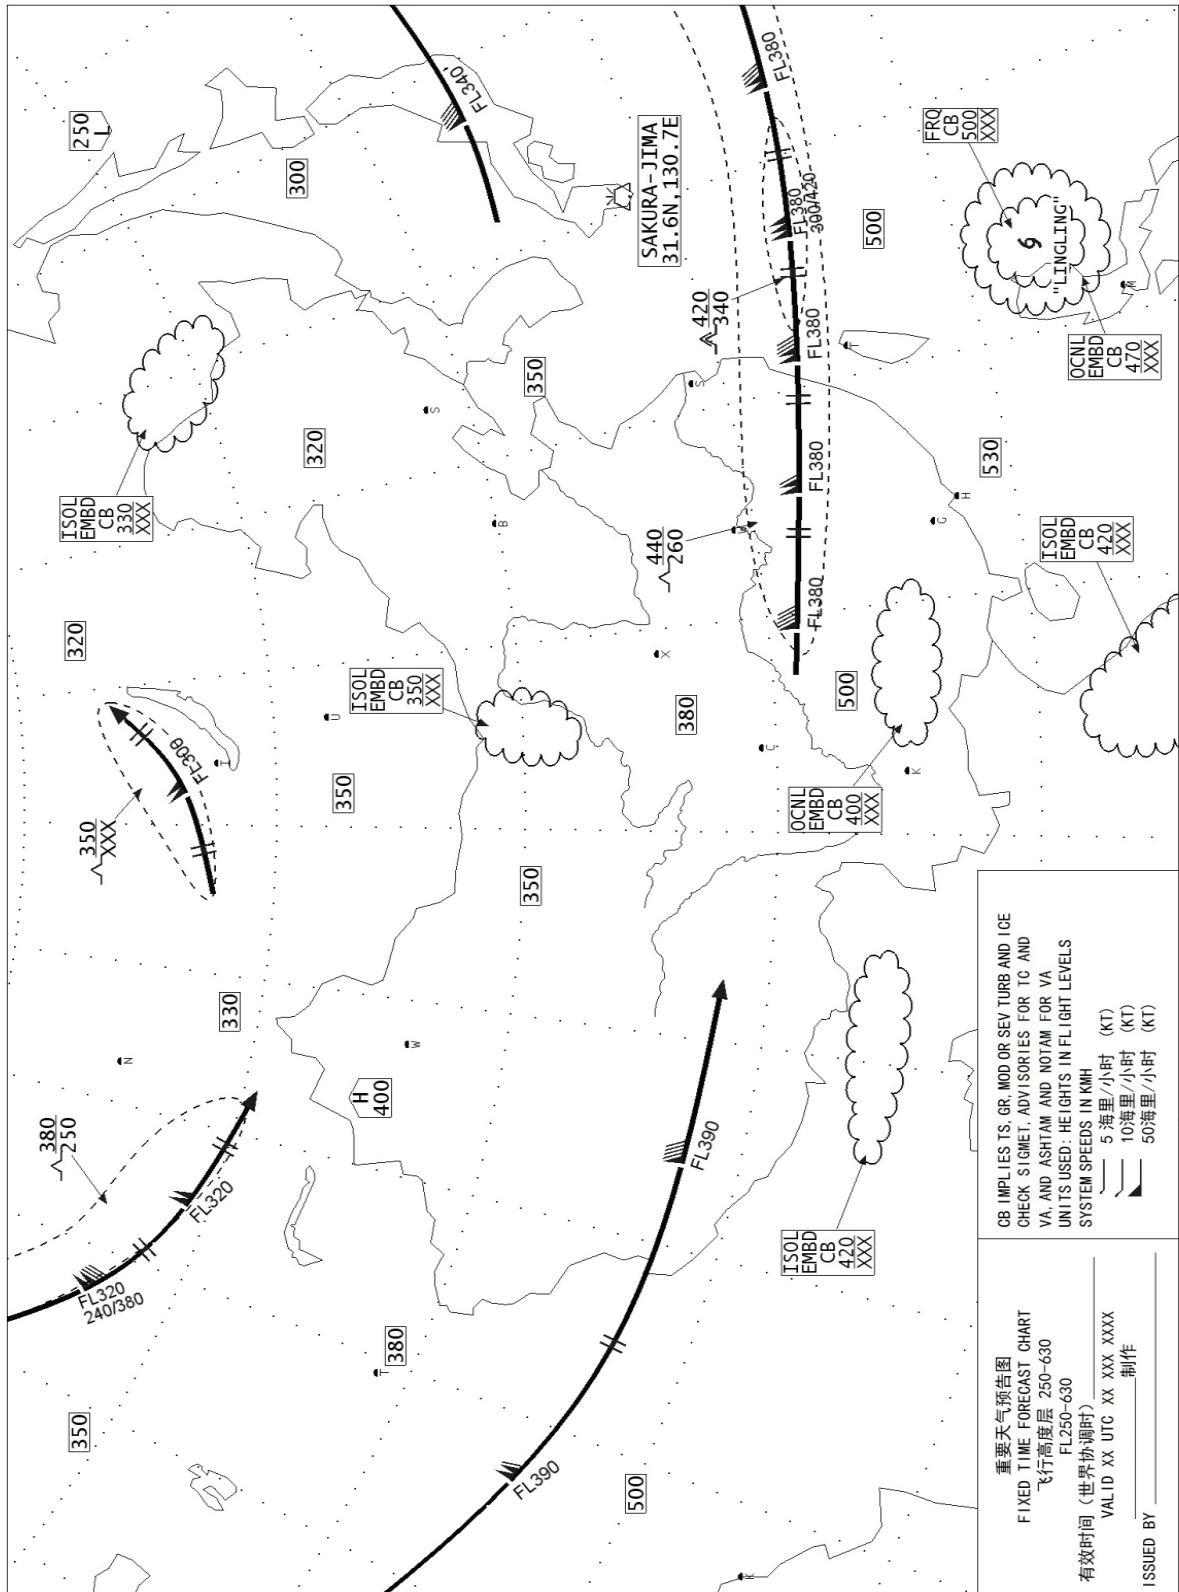 350
320
250
L
380
250
350
XXX
ISOL
EMBD
CB
330
XXX
FL320
240/380
N
FL300
FL320
I
330
300
320
U
350
H
400
T
380
ISOL
EMBD
CB
350
XXX
W
S
FL340
B
FL390
350
350
500
440
260
X
SAKURA-JIMA
31.6N,130.7E
380
S
FL390
420
340
W
K
C
ISOL
EMBD
CB
420
XXX
OCNL
EMBD
CB
400
XXX
FL380
FL380
FL380
FL380
300/420
FL380
500
T
500
K
G
H
530
FRQ
CB
500
XXX
"LINGLING"
ISOL
EMBD
CB
420
XXX
OCNL
EMBD
CB
470
XXX
M
重要天气预告图
FIXED TIME FORECAST CHART
飞行高度层 250-630
FL250-630
有效时间（世界协调时）
VALID XX UTC XX XXX XXXX
制作
ISSUED BY
CB IMPLIES TS, GR, MOD OR SEV TURB AND ICE
CHECK SIGMET, ADVISORIES FOR TC AND
VA, AND ASHTAM AND NOTAM FOR VA
UNITS USED: HEIGHTS IN FLIGHT LEVELS
SYSTEM SPEEDS IN KMH
5 海里/小时 (KT)
10海里/小时 (KT)
50海里/小时 (KT)